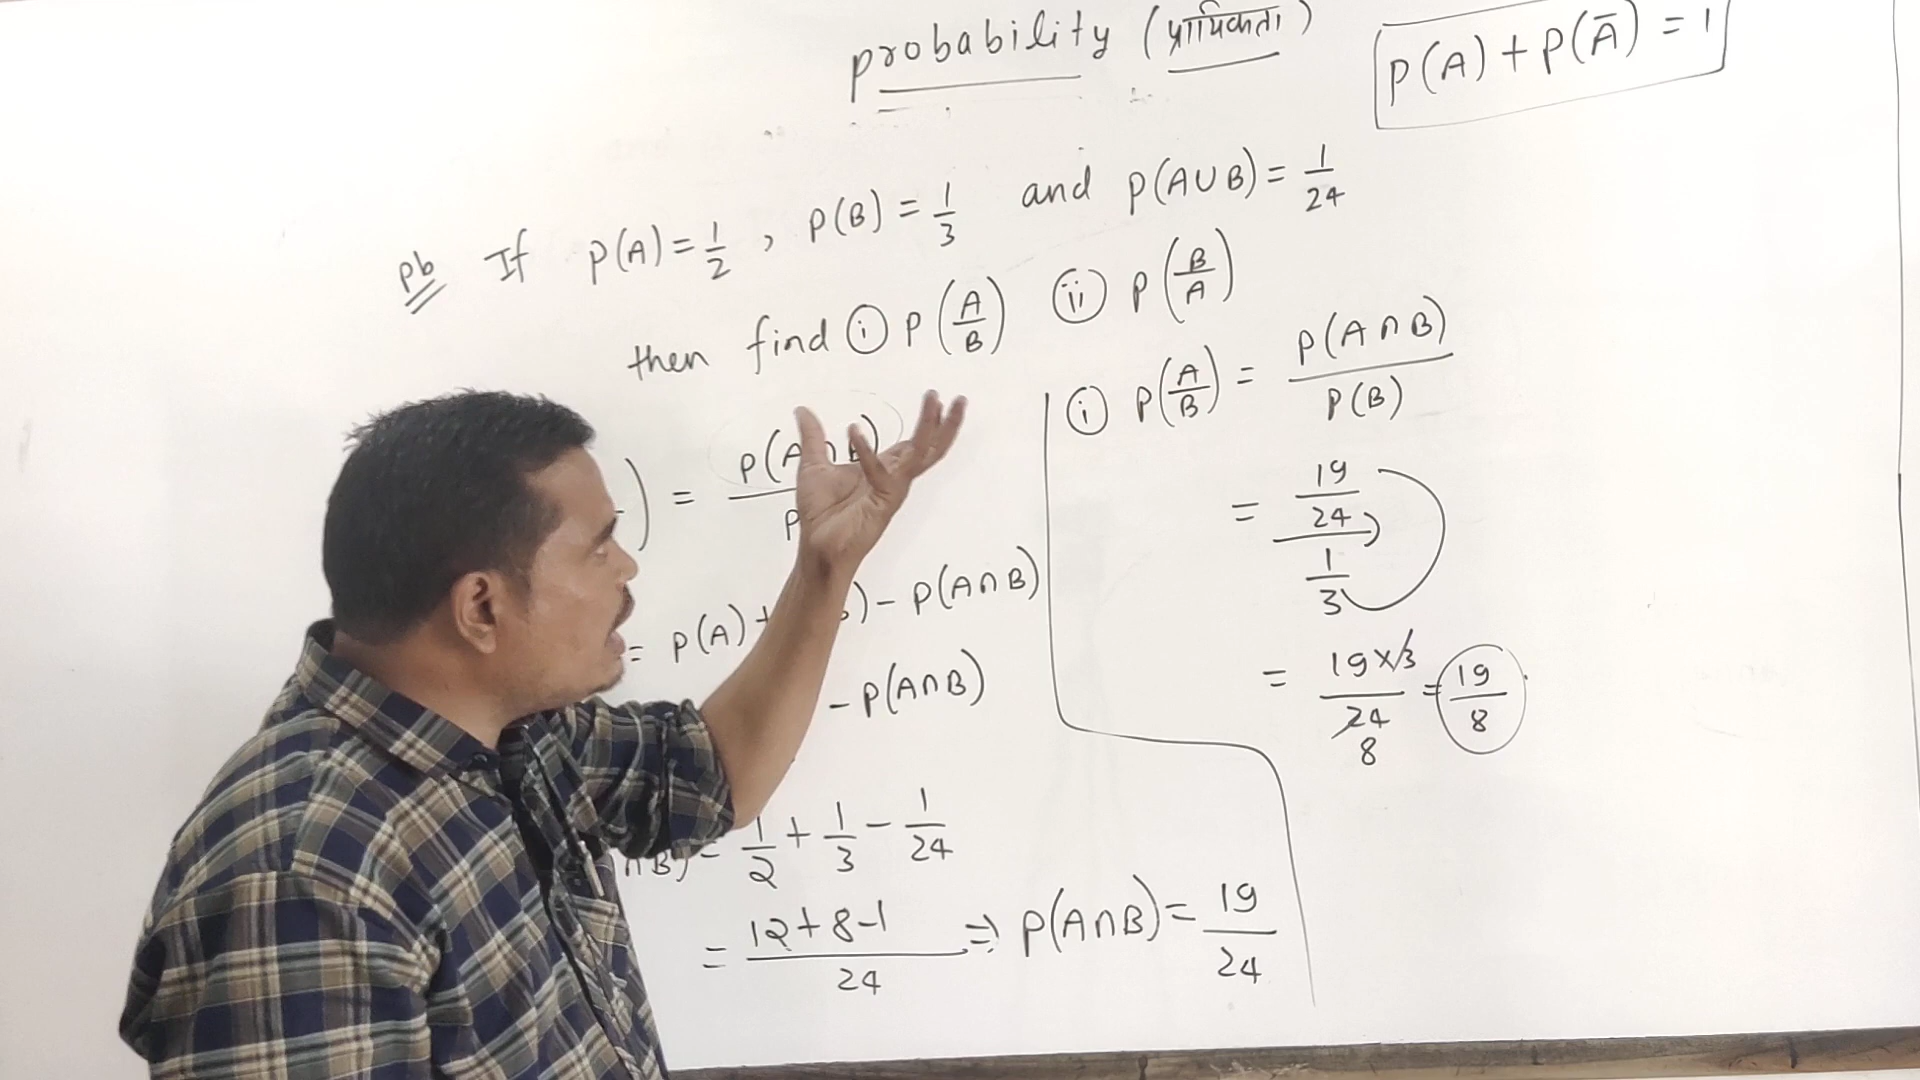 probability (प्रायिकता)
P(A) + P(Ā) = 1
Pb If P(A) = 1/2, P(B) = 1/3 and P(A∪B) = 1/24
then find ⓘ P(A/B) ⓘⓘ P(B/A)
) = P(A∩B)/P
= P(A) + B) - P(A∩B)
- P(A∩B)
∩B) = 1/2 + 1/3 - 1/24
= 12+8-1/24 ⇒ P(A∩B) = 19/24
ⓘ P(A/B) = P(A∩B)/P(B)
= 19/24/1/3
= 19×3/24 = 19/8
8